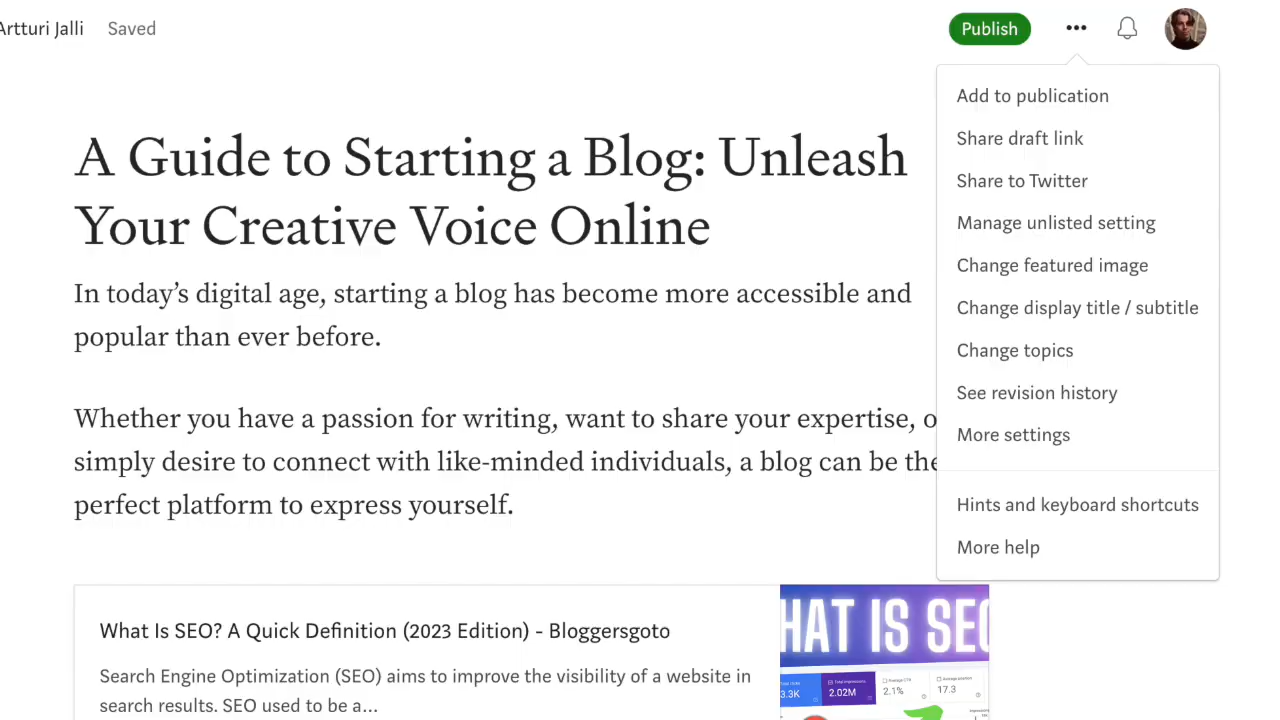 Artturi Jalli Saved Publish
Add to publication
Share draft link
Share to Twitter
Manage unlisted setting
Change featured image
Change display title / subtitle
Change topics
See revision history
More settings
Hints and keyboard shortcuts
More help
A Guide to Starting a Blog: Unleash
Your Creative Voice Online
In today’s digital age, starting a blog has become more accessible and
popular than ever before.
Whether you have a passion for writing, want to share your expertise, o
simply desire to connect with like-minded individuals, a blog can be the
perfect platform to express yourself.
What Is SEO? A Quick Definition (2023 Edition) - Bloggersgoto
Search Engine Optimization (SEO) aims to improve the visibility of a website in
search results. SEO used to be a...
HAT IS SEO
Total impressions Average CTR Average position
3.3K 2.02M 2.1% 17.3